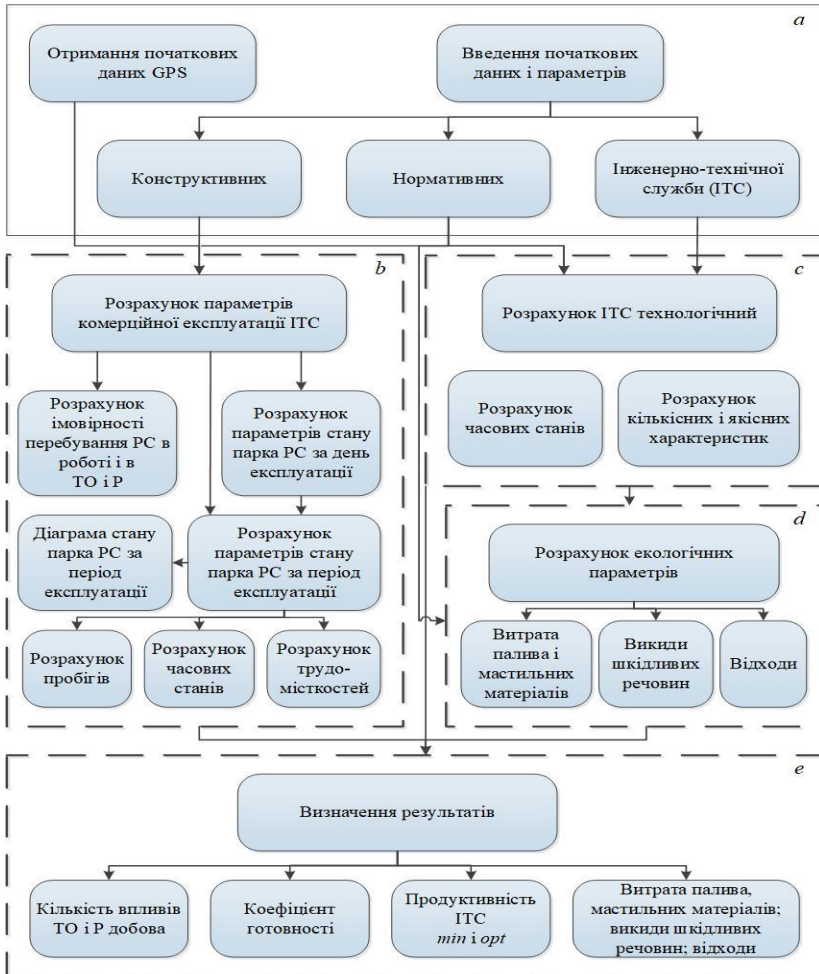 a
Отримання початкових
даних GPS
Введення початкових
даних і параметрів
Конструктивних
Нормативних
Інженерно-технічної
служби (ІТС)
b
Розрахунок параметрів
комерційної експлуатації ІТС
Розрахунок
імовірності
перебування РС в
роботі і в
ТО і Р
Розрахунок
параметрів стану
парка РС за день
експлуатації
Діаграма стану
парка РС за
період
експлуатації
Розрахунок
параметрів стану
парка РС за період
експлуатації
Розрахунок
пробігів
Розрахунок
часових
станів
Розрахунок
трудо-
місткостей
c
Розрахунок ІТС технологічний
Розрахунок
часових станів
Розрахунок
кількісних і якісних
характеристик
d
Розрахунок екологічних
параметрів
Витрата
палива і
мастильних
матеріалів
Викиди
шкідливих
речовин
Відходи
e
Визначення результатів
Кількість впливів
ТО і Р добова
Коефіцієнт
готовності
Продуктивність
ІТС
min і opt
Витрата палива,
мастильних матеріалів;
викиди шкідливих
речовин; відходи